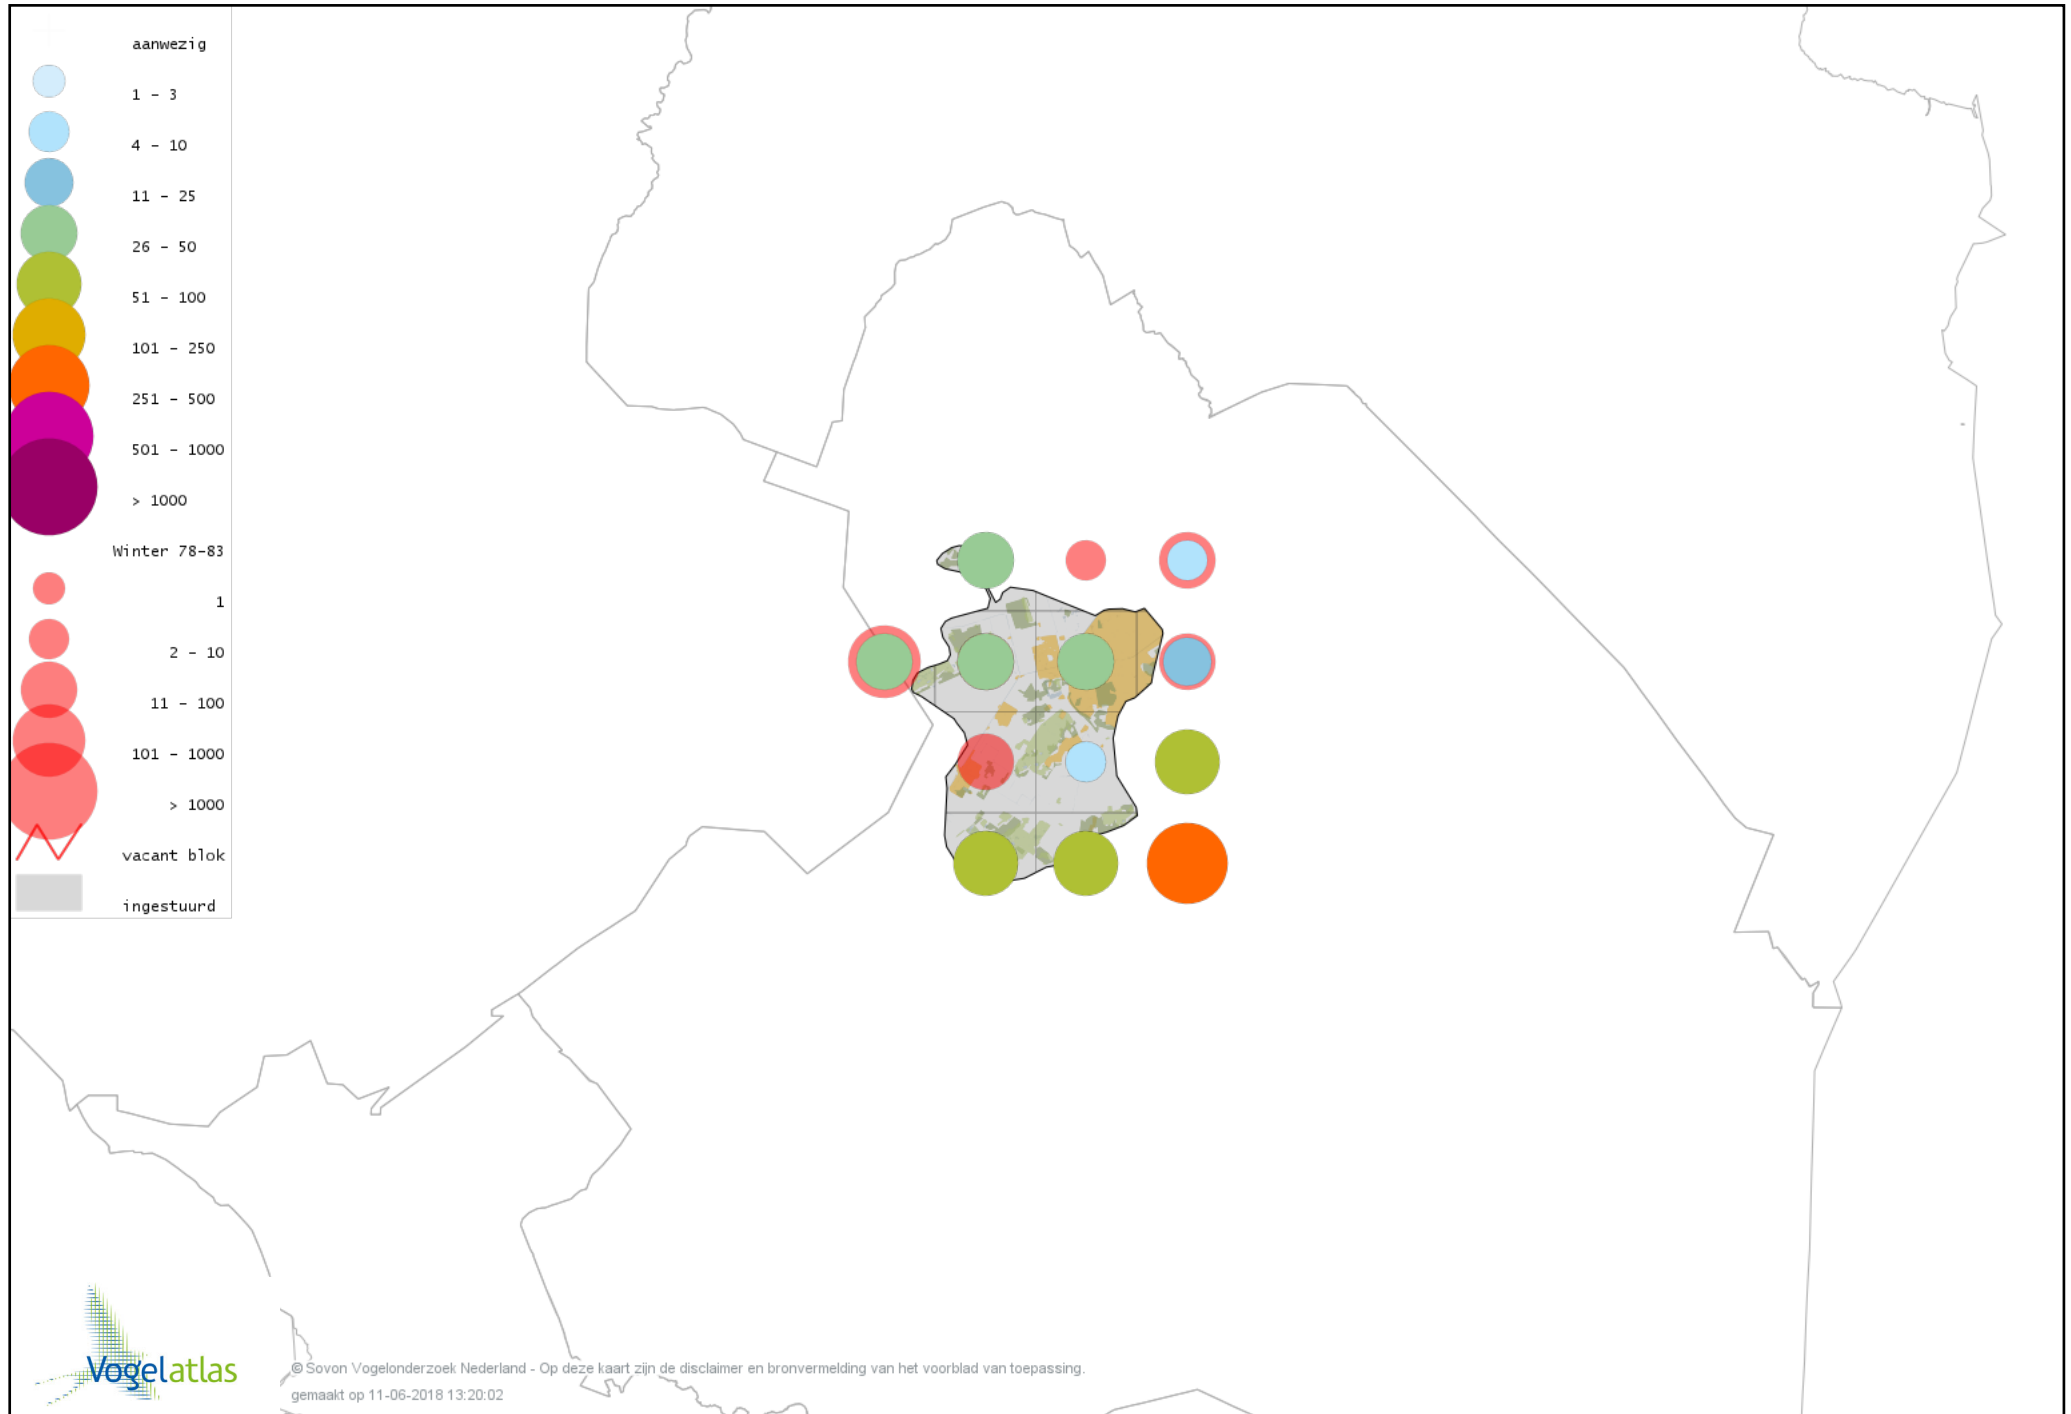 aanwezig
1 - 3
4 - 10
11 - 25
26 - 50
51 - 100
101 - 250
251 - 500
501 - 1000
> 1000
Winter 78-83
1
2 - 10
11 - 100
101 - 1000
> 1000
vacant blok
ingestuurd
Vogelatlas
© Sovon Vogelonderzoek Nederland - Op deze kaart zijn de disclaimer en bronvermelding van het voorblad van toepassing.
gemaakt op 11-06-2018 13:20:02